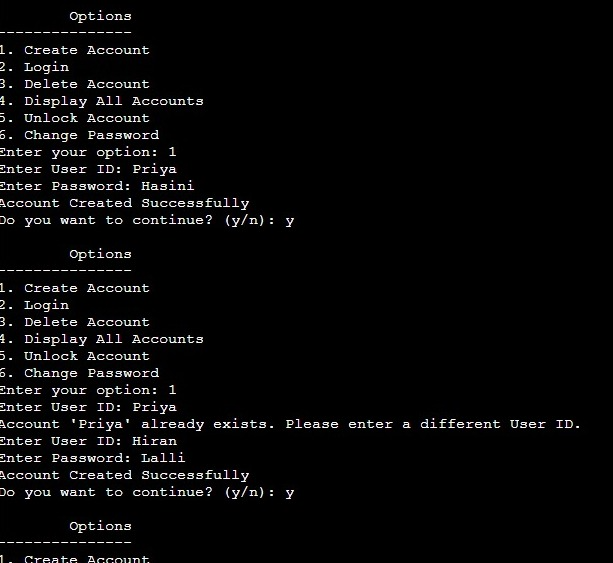 Options
---------------
1. Create Account
2. Login
3. Delete Account
4. Display All Accounts
5. Unlock Account
6. Change Password
Enter your option: 1
Enter User ID: Priya
Enter Password: Hasini
Account Created Successfully
Do you want to continue? (y/n): y
Options
---------------
1. Create Account
2. Login
3. Delete Account
4. Display All Accounts
5. Unlock Account
6. Change Password
Enter your option: 1
Enter User ID: Priya
Account 'Priya' already exists. Please enter a different User ID.
Enter User ID: Hiran
Enter Password: Lalli
Account Created Successfully
Do you want to continue? (y/n): y
Options
---------------
1. Create Account